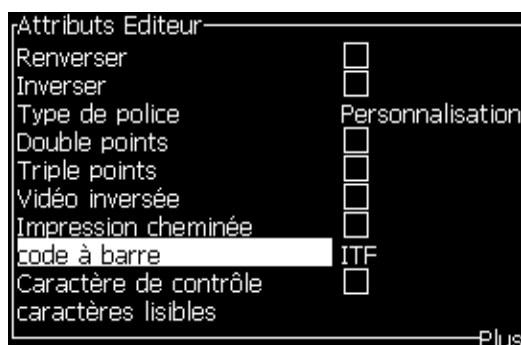 Attributs Editeur
Renverser
Inverser
Type de police Personnalisation
Double points
Triple points
Vidéo inversée
Impression cheminée
code à barre ITF
Caractère de contrôle
caractères lisibles
Plus